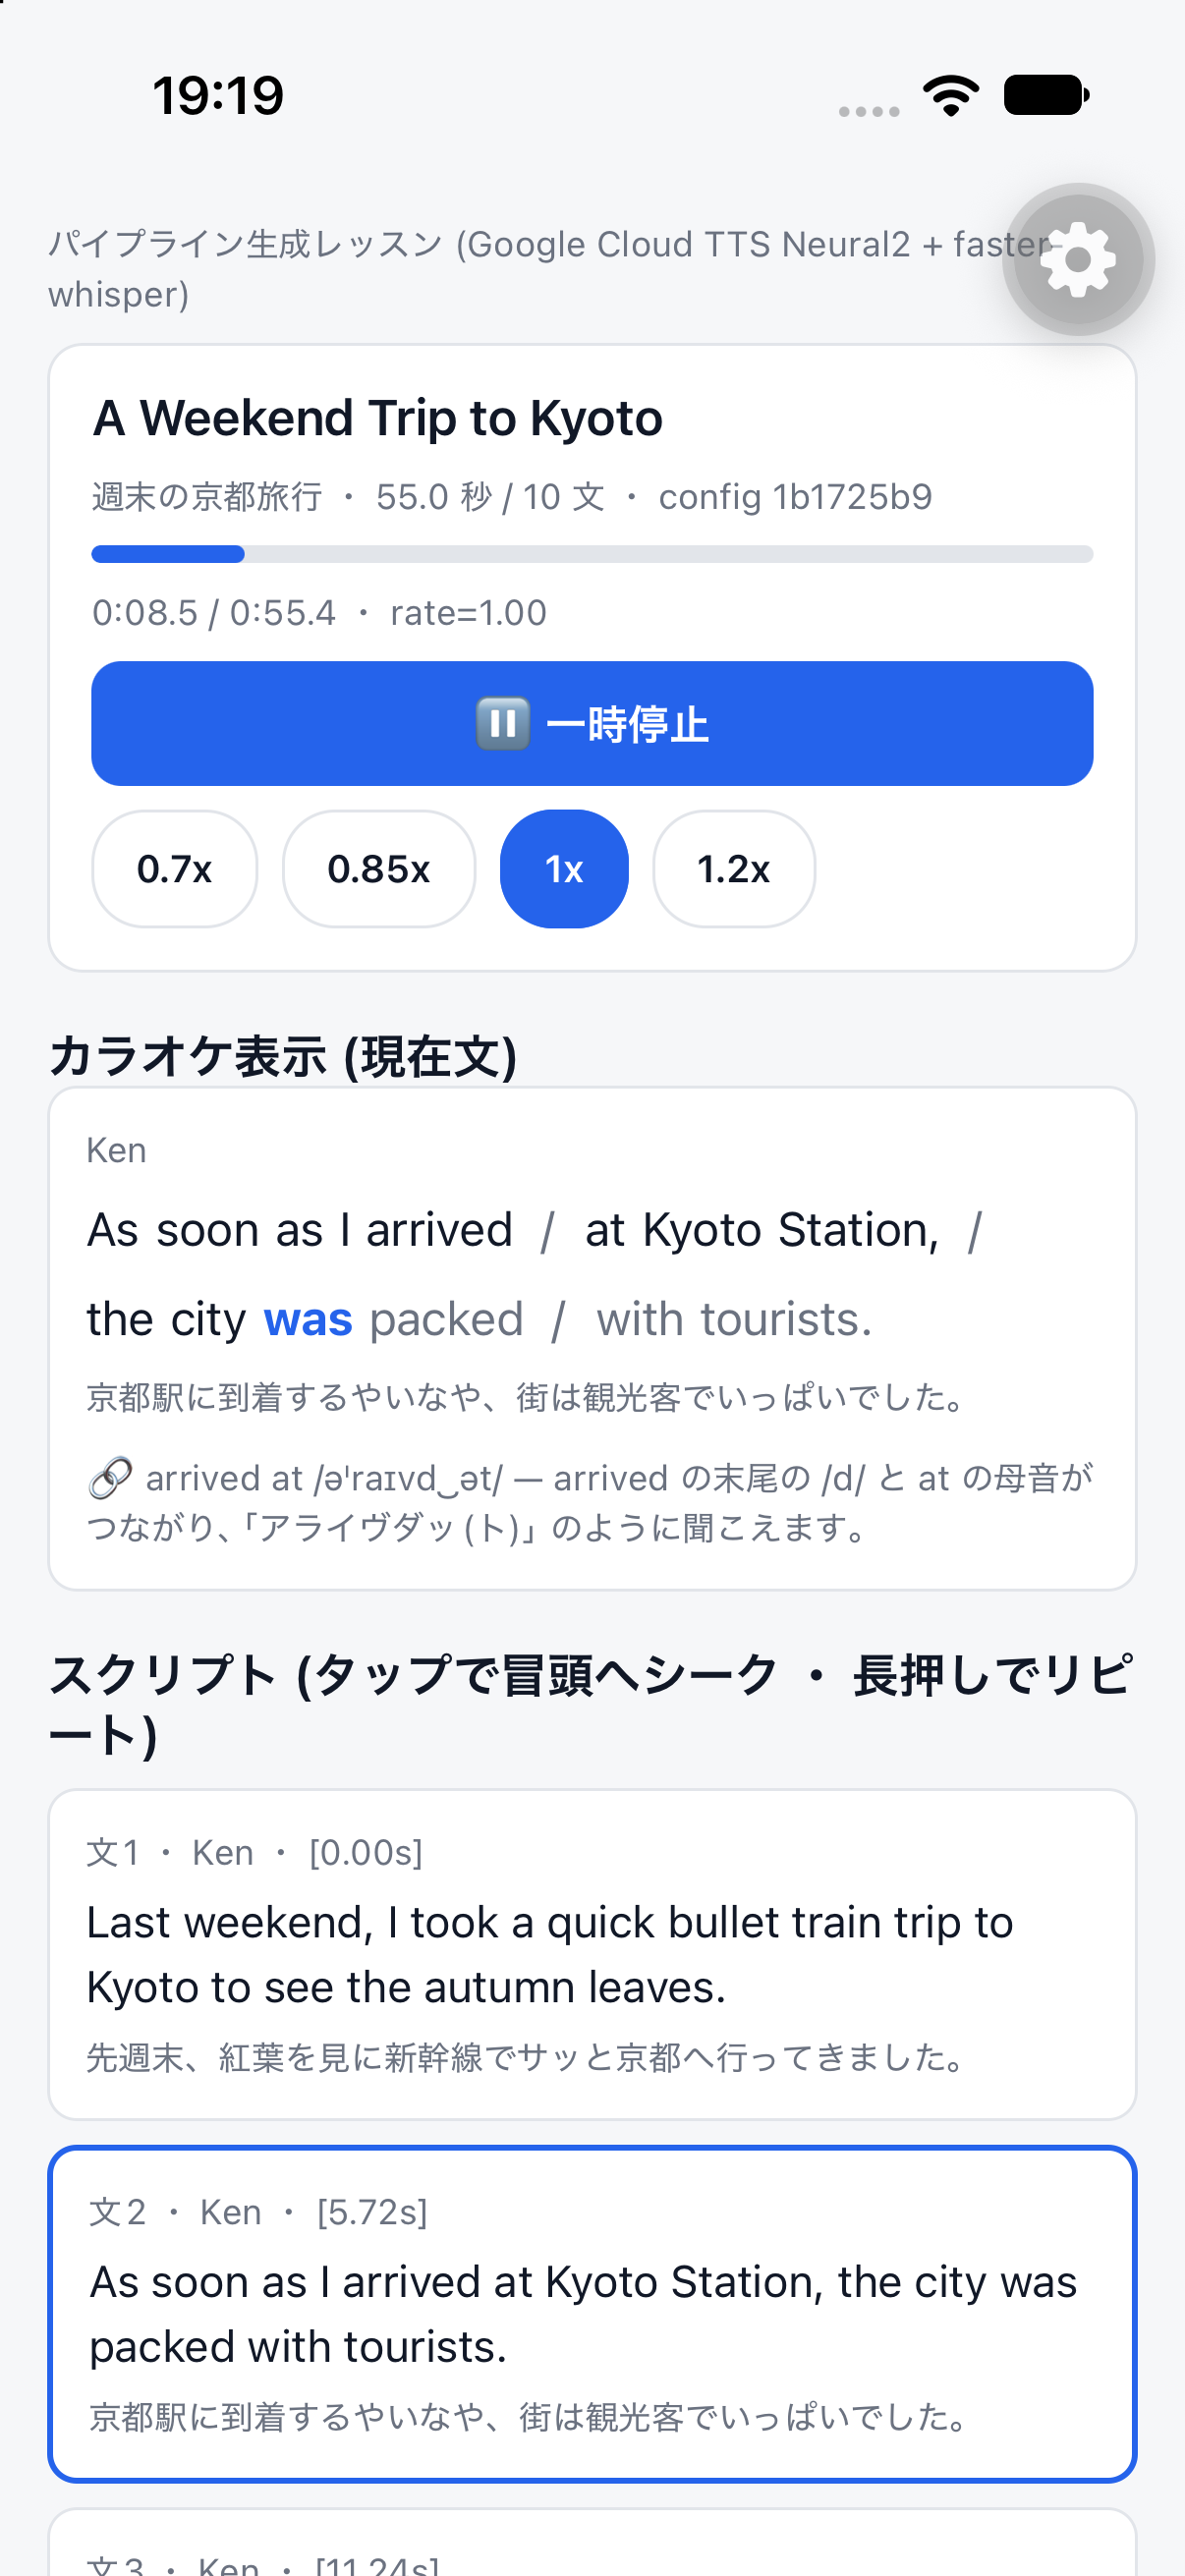 19:19
パイプライン生成レッスン (Google Cloud TTS Neural2 + faster-
whisper)
A Weekend Trip to Kyoto
週末の京都旅行 ・ 55.0 秒 / 10 文 ・ config 1b1725b9
0:08.5 / 0:55.4 ・ rate=1.00
⏸ 一時停止
0.7x 0.85x 1x 1.2x
カラオケ表示 (現在文)
Ken
As soon as I arrived / at Kyoto Station, /
the city was packed / with tourists.
京都駅に到着するやいなや、街は観光客でいっぱいでした。
🔗 arrived at /əˈraɪvd‿ət/ — arrived の末尾の /d/ と at の母音が
つながり、「アライヴダッ(ト)」のように聞こえます。
スクリプト (タップで冒頭へシーク ・ 長押しでリピ
ート)
文1 ・ Ken ・ [0.00s]
Last weekend, I took a quick bullet train trip to
Kyoto to see the autumn leaves.
先週末、紅葉を見に新幹線でサッと京都へ行ってきました。
文2 ・ Ken ・ [5.72s]
As soon as I arrived at Kyoto Station, the city was
packed with tourists.
京都駅に到着するやいなや、街は観光客でいっぱいでした。
文3 ・ Ken ・ [11.24s]